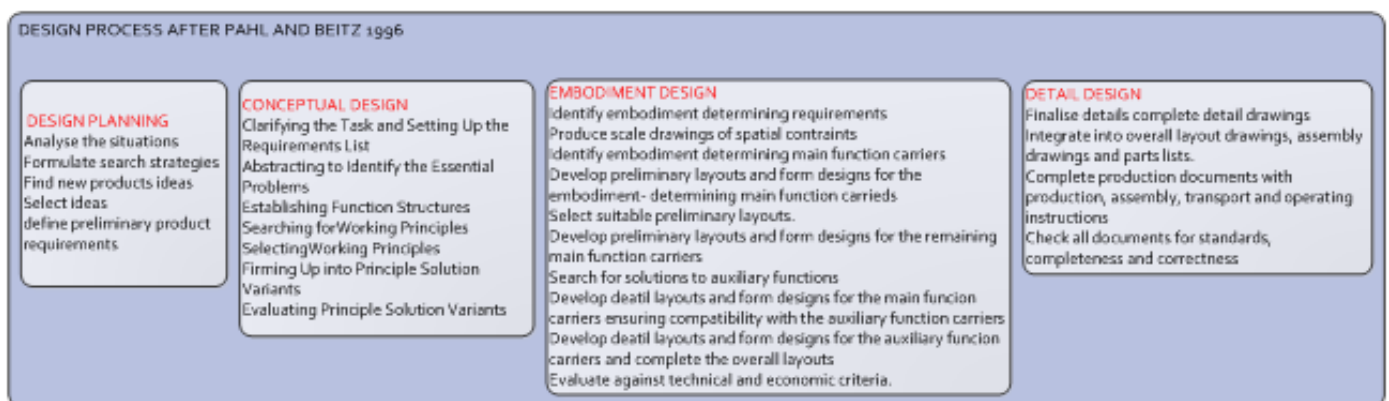 DESIGN PROCESS AFTER PAHL AND BEITZ 1996
DESIGN PLANNING
Analyse the situations
Formulate search strategies
Find new products ideas
Select ideas
define preliminary product
requirements
CONCEPTUAL DESIGN
Clarifying the Task and Setting Up the
Requirements List
Abstracting to Identify the Essential
Problems
Establishing Function Structures
Searching forWorking Principles
SelectingWorking Principles
Firming Up into Principle Solution
Variants
Evaluating Principle Solution Variants
EMBODIMENT DESIGN
Identify embodiment determining requirements
Produce scale drawings of spatial contraints
Identify embodiment determining main function carriers
Develop preliminary layouts and form designs for the
embodiment- determining main function carrieds
Select suitable preliminary layouts.
Develop preliminary layouts and form designs for the remaining
main function carriers
Search for solutions to auxiliary functions
Develop deatil layouts and form designs for the main funcion
carriers ensuring compatibility with the auxiliary function carriers
Develop deatil layouts and form designs for the auxiliary funcion
carriers and complete the overall layouts
Evaluate against technical and economic criteria.
DETAIL DESIGN
Finalise details complete detail drawings
Integrate into overall layout drawings, assembly
drawings and parts lists.
Complete production documents with
production, assembly, transport and operating
instructions
Check all documents for standards,
completeness and correctness